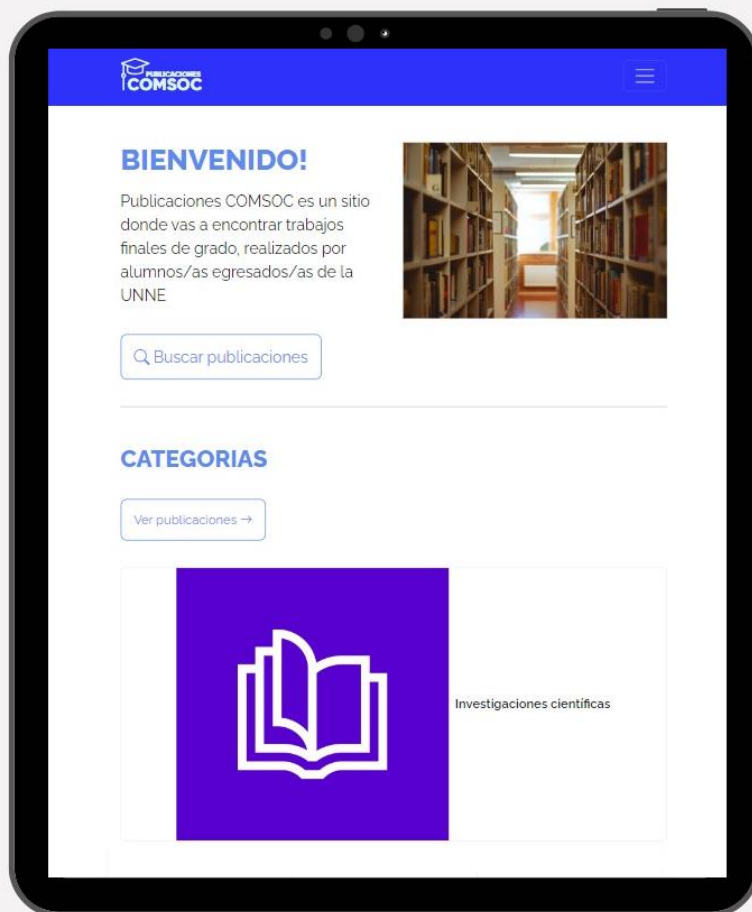 PUBLICACIONES
COMSOC
BIENVENIDO!
Publicaciones COMSOC es un sitio
donde vas a encontrar trabajos
finales de grado, realizados por
alumnos/as egresados/as de la
UNNE
Buscar publicaciones
CATEGORIAS
Ver publicaciones →
Investigaciones científicas